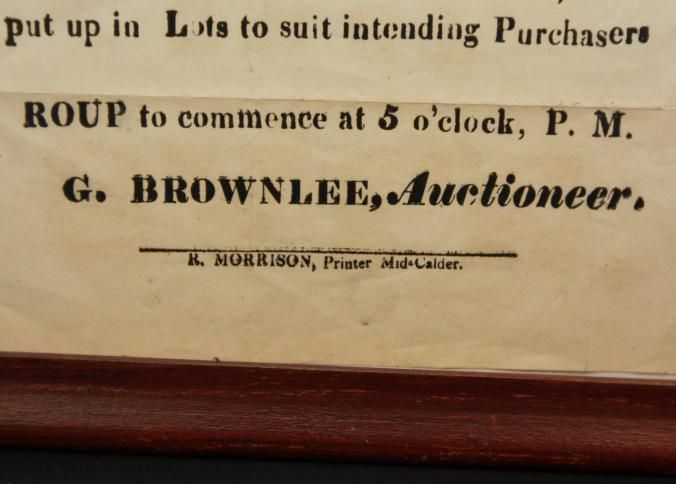 put up in Lots to suit intending Purchasers
ROUP to commence at 5 o'clock, P. M.
G. BROWNLEE, Auctioneer.
R. MORRISON, Printer Mid-Calder.